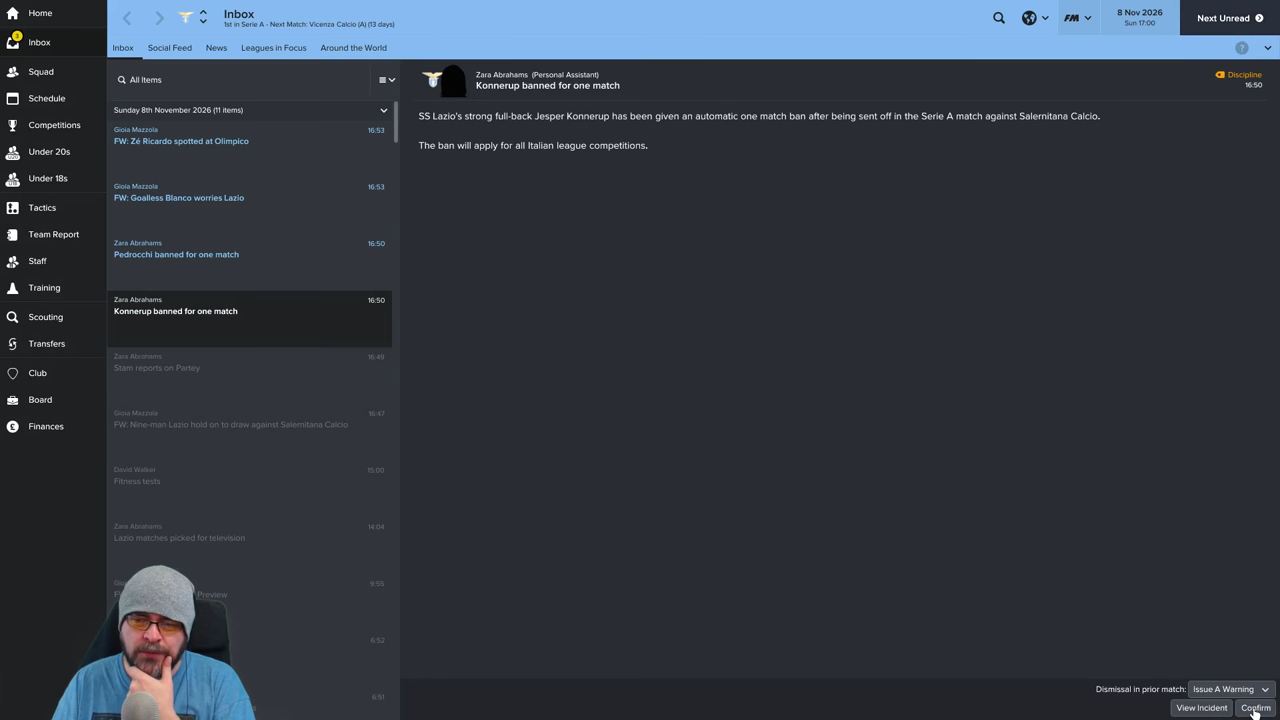 Home
Inbox
3
Squad
Schedule
Competitions
Under 20s
Under 18s
Tactics
Team Report
Staff
Training
Scouting
Transfers
Club
Board
Finances
Inbox
1st in Serie A - Next Match: Vicenza Calcio (A) (13 days)
FM
8 Nov 2026
Sun 17:00
Next Unread
Inbox
Social Feed
News
Leagues in Focus
Around the World
?
All Items
Sunday 8th November 2026 (11 items)
Gioia Mazzola 16:53
FW: Zé Ricardo spotted at Olimpico
Gioia Mazzola 16:53
FW: Goalless Blanco worries Lazio
Zara Abrahams 16:50
Pedrocchi banned for one match
Zara Abrahams 16:50
Konnerup banned for one match
Zara Abrahams 16:49
Stam reports on Partey
Gioia Mazzola 16:47
FW: Nine-man Lazio hold on to draw against Salernitana Calcio
David Walker 15:00
Fitness tests
Zara Abrahams 14:04
Lazio matches picked for television
9:55
Preview
6:52
6:51
Zara Abrahams (Personal Assistant)
Konnerup banned for one match
Discipline
16:50
SS Lazio's strong full-back Jesper Konnerup has been given an automatic one match ban after being sent off in the Serie A match against Salernitana Calcio.
The ban will apply for all Italian league competitions.
Dismissal in prior match: Issue A Warning
View Incident
Confirm